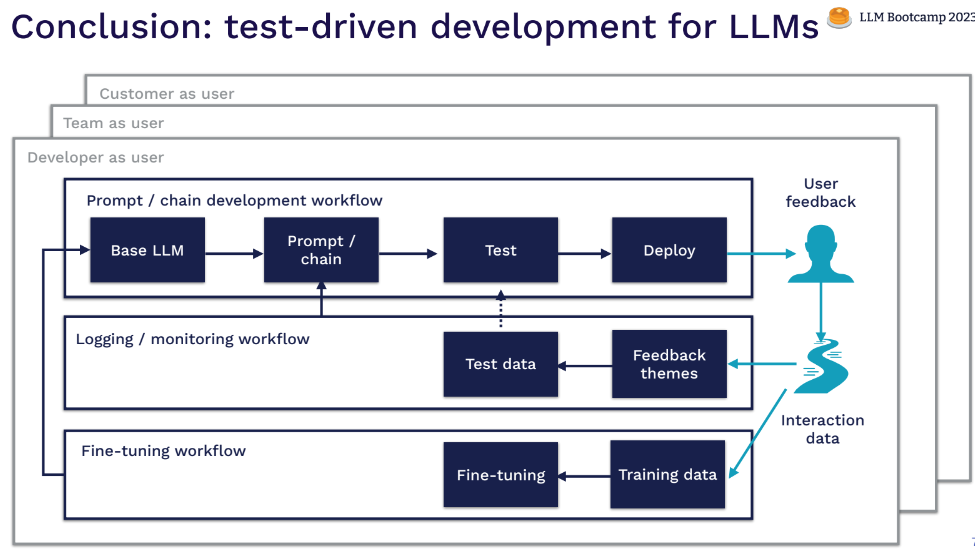 Conclusion: test-driven development for LLMs
LLM Bootcamp 2023
Customer as user
Team as user
Developer as user
Prompt / chain development workflow
Base LLM
Prompt /
chain
Test
Deploy
User
feedback
Logging / monitoring workflow
Test data
Feedback
themes
Interaction
data
Fine-tuning workflow
Fine-tuning
Training data